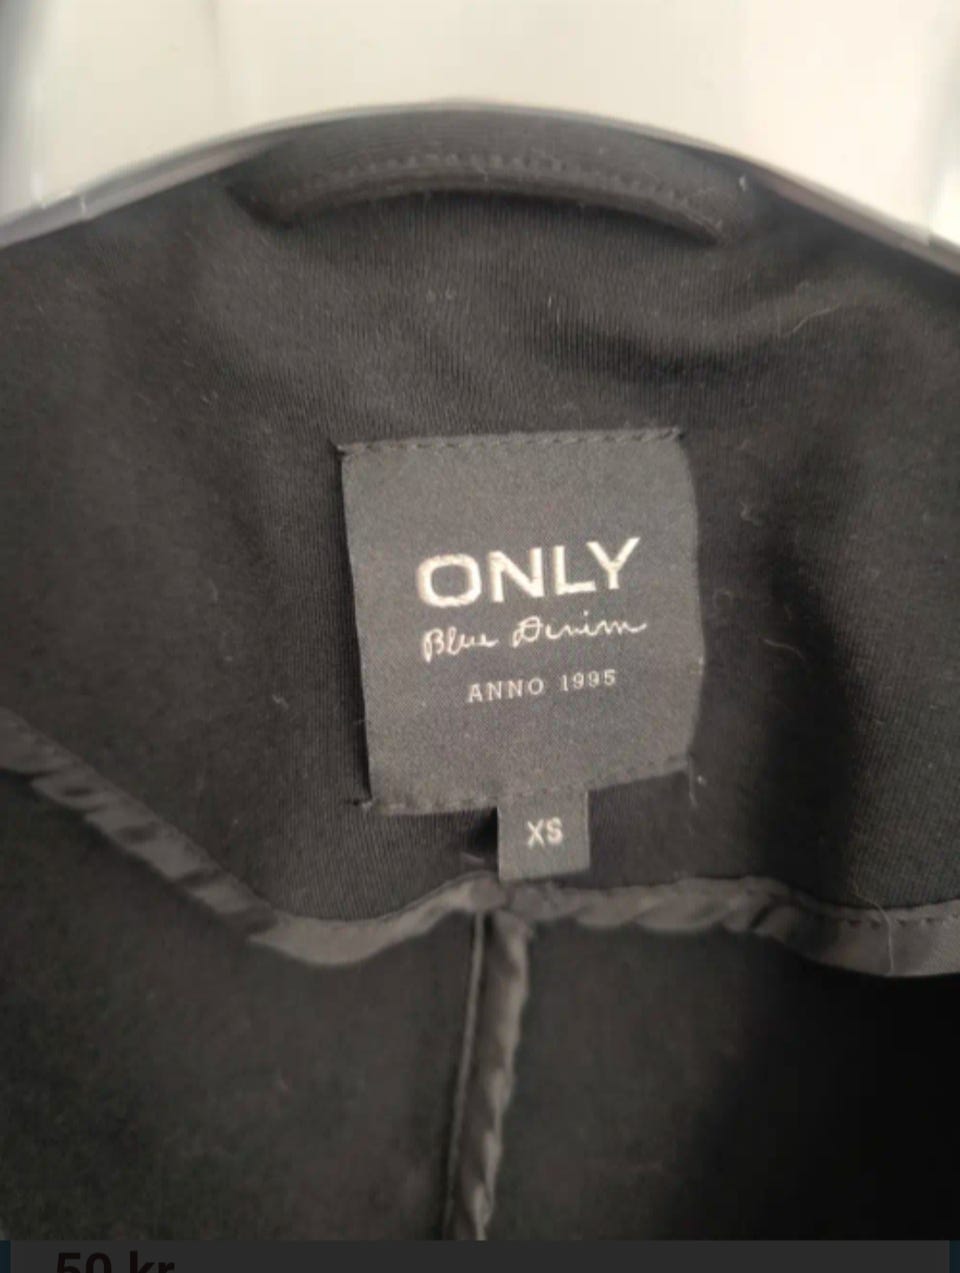 ONLY
Blue Denim
ANNO 1995
XS
50 kr